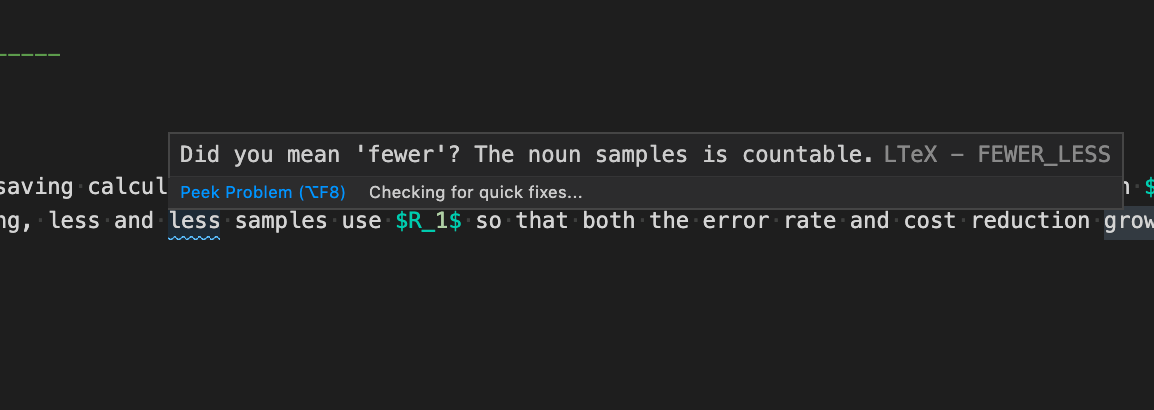 Did you mean 'fewer'? The noun samples is countable. LTeX – FEWER_LESS
saving calcul
Peek Problem (⌥F8) Checking for quick fixes...
$
ng, less and less samples use $R_1$ so that both the error rate and cost reduction grow